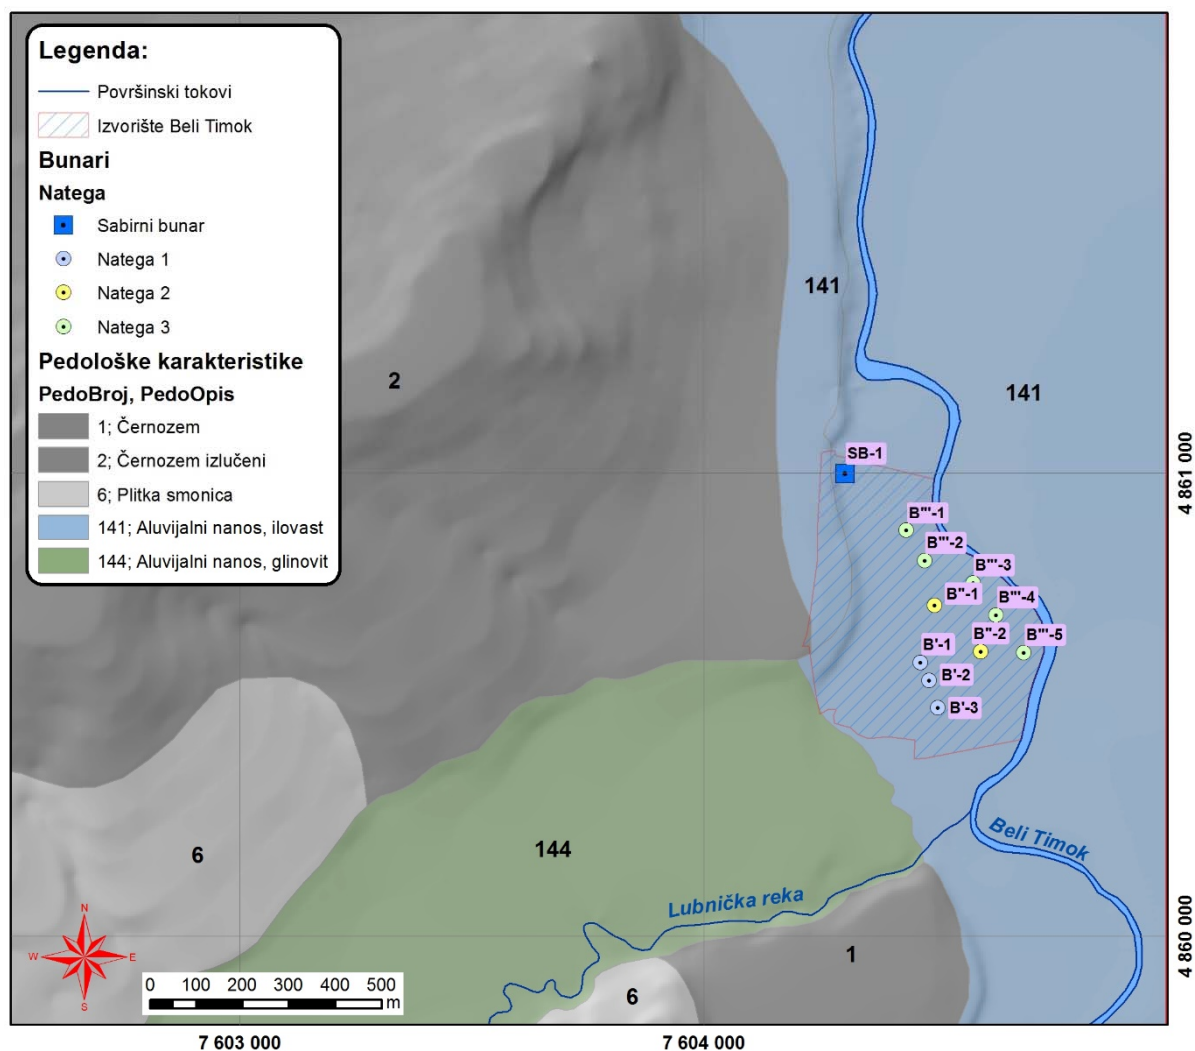 Legenda:
Površinski tokovi
Izvorište Beli Timok
Bunari
Natega
Sabirni bunar
Natega 1
Natega 2
Natega 3
Pedološke karakteristike
PedoBroj, PedoOpis
1; Černozem
2; Černozem izlučeni
6; Plitka smonica
141; Aluvijalni nanos, ilovast
144; Aluvijalni nanos, glinovit
141
2
141
SB-1
4 861 000
B'''-1
B'''-2
B'''-3
B''-1
B'''-4
B'-1
B''-2
B'''-5
B'-2
B'-3
6
144
Beli Timok
Lubnička reka
1
6
4 860 000
N
W
E
S
0 100 200 300 400 500
m
7 603 000
7 604 000